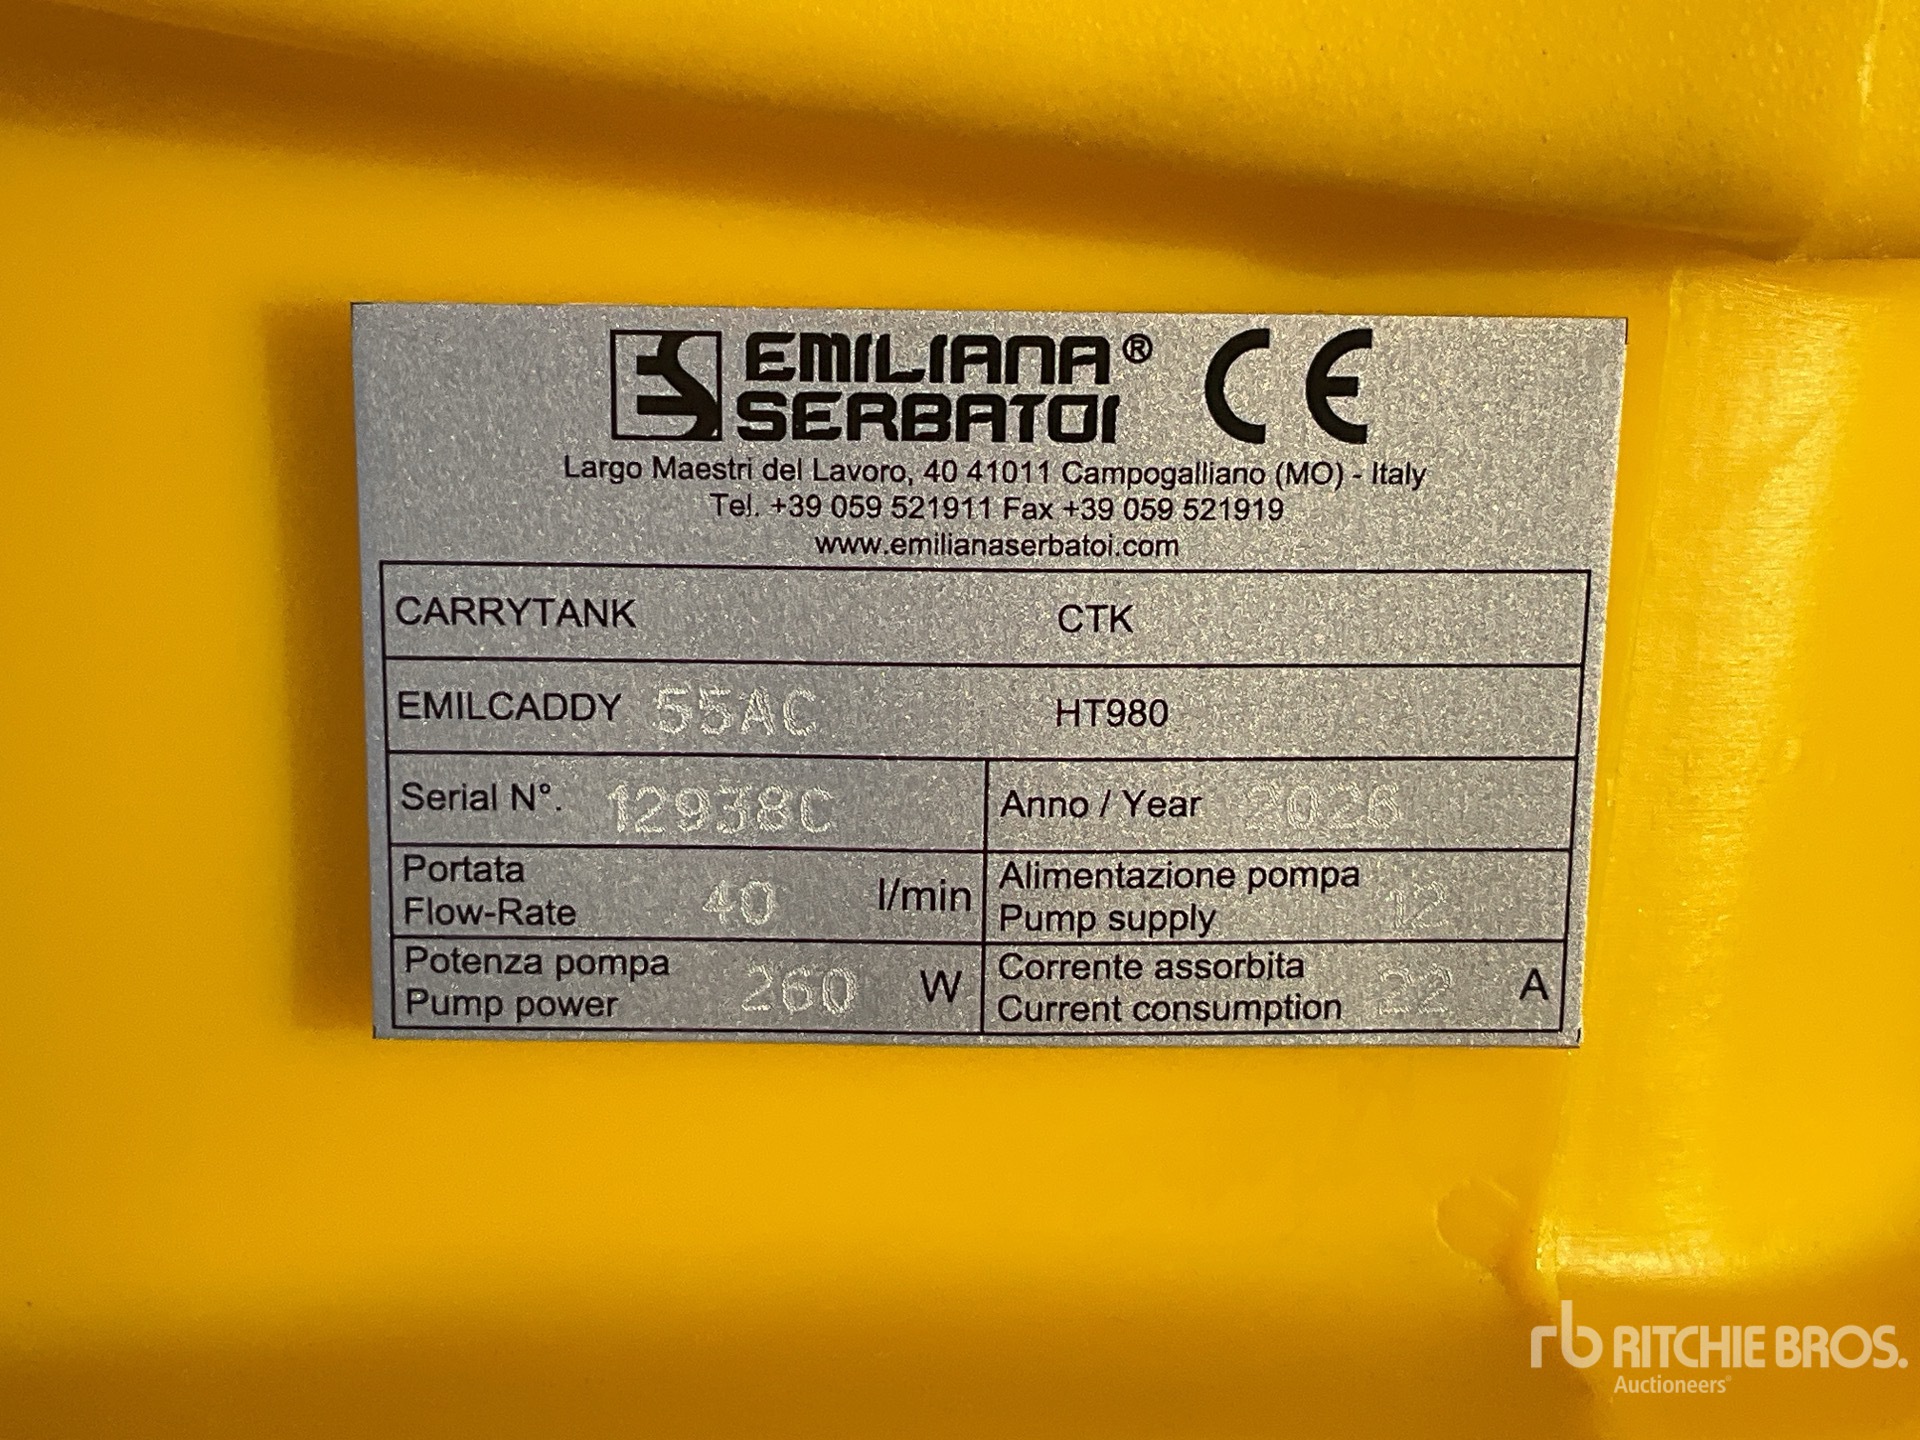 EMILIANA® CE
SERBATOI
Largo Maestri del Lavoro, 40 41011 Campogalliano (MO) - Italy
Tel. +39 059 521911 Fax +39 059 521919
www.emilianaserbatoi.com
CARRYTANK CTK
EMILCADDY 55AC HT980
Serial N°. 12938C Anno / Year 2026
Portata
Flow-Rate 40 l/min
Alimentazione pompa
Pump supply 12
Potenza pompa
Pump power 260 W
Corrente assorbita
Current consumption 22 A
rb RITCHIE BROS.
Auctioneers